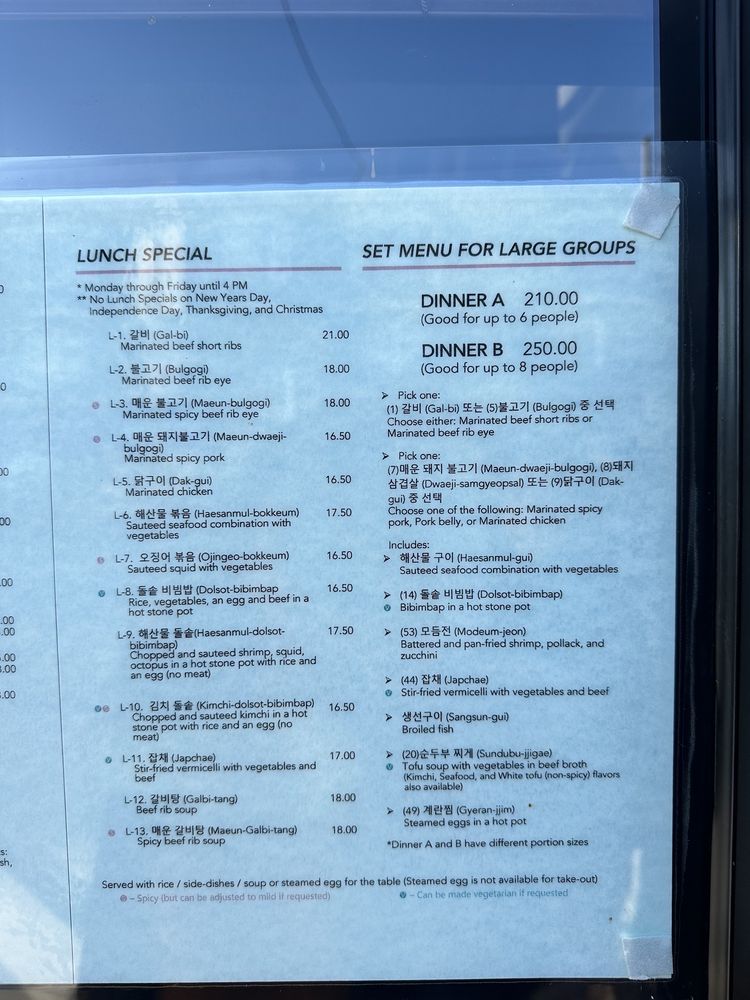 LUNCH SPECIAL
* Monday through Friday until 4 PM
** No Lunch Specials on New Years Day,
Independence Day, Thanksgiving, and Christmas
L-1. 갈비 (Gal-bi) 21.00
Marinated beef short ribs
L-2. 불고기 (Bulgogi) 18.00
Marinated beef rib eye
L-3. 매운 불고기 (Maeun-bulgogi) 18.00
Marinated spicy beef rib eye
L-4. 매운 돼지불고기 (Maeun-dwaeji- 16.50
bulgogi)
Marinated spicy pork
L-5. 닭구이 (Dak-gui) 16.50
Marinated chicken
L-6. 해산물 볶음 (Haesanmul-bokkeum) 17.50
Sauteed seafood combination with
vegetables
L-7. 오징어 볶음 (Ojingeo-bokkeum) 16.50
Sauteed squid with vegetables
L-8. 돌솥 비빔밥 (Dolsot-bibimbap 16.50
Rice, vegetables, an egg and beef in a
hot stone pot
L-9. 해산물 돌솥(Haesanmul-dolsot- 17.50
bibimbap)
Chopped and sauteed shrimp, squid,
octopus in a hot stone pot with rice and
an egg (no meat)
L-10. 김치 돌솥 (Kimchi-dolsot-bibimbap) 16.50
Chopped and sauteed kimchi in a hot
stone pot with rice and an egg (no
meat)
L-11. 잡채 (Japchae) 17.00
Stir-fried vermicelli with vegetables and
beef
L-12. 갈비탕 (Galbi-tang) 18.00
Beef rib soup
L-13. 매운 갈비탕 (Maeun-Galbi-tang) 18.00
Spicy beef rib soup
SET MENU FOR LARGE GROUPS
DINNER A 210.00
(Good for up to 6 people)
DINNER B 250.00
(Good for up to 8 people)
➢ Pick one:
(1) 갈비 (Gal-bi) 또는 (5)불고기 (Bulgogi) 중 선택
Choose either: Marinated beef short ribs or
Marinated beef rib eye
➢ Pick one:
(7)매운 돼지 불고기 (Maeun-dwaeji-bulgogi), (8)돼지
삼겹살 (Dwaeji-samgyeopsal) 또는 (9)닭구이 (Dak-
gui) 중 선택
Choose one of the following: Marinated spicy
pork, Pork belly, or Marinated chicken
Includes:
➢ 해산물 구이 (Haesanmul-gui)
Sauteed seafood combination with vegetables
➢ (14) 돌솥 비빔밥 (Dolsot-bibimbap)
V Bibimbap in a hot stone pot
➢ (53) 모듬전 (Modeum-jeon)
Battered and pan-fried shrimp, pollack, and
zucchini
➢ (44) 잡채 (Japchae)
V Stir-fried vermicelli with vegetables and beef
➢ 생선구이 (Sangsun-gui)
Broiled fish
➢ (20)순두부 찌게 (Sundubu-jjigae)
V Tofu soup with vegetables in beef broth
(Kimchi, Seafood, and White tofu (non-spicy) flavors
also available)
➢ (49) 계란찜 (Gyeran-jjim)
Steamed eggs in a hot pot
*Dinner A and B have different portion sizes
Served with rice / side-dishes / soup or steamed egg for the table (Steamed egg is not available for take-out)
S – Spicy (but can be adjusted to mild if requested)
V – Can be made vegetarian if requested